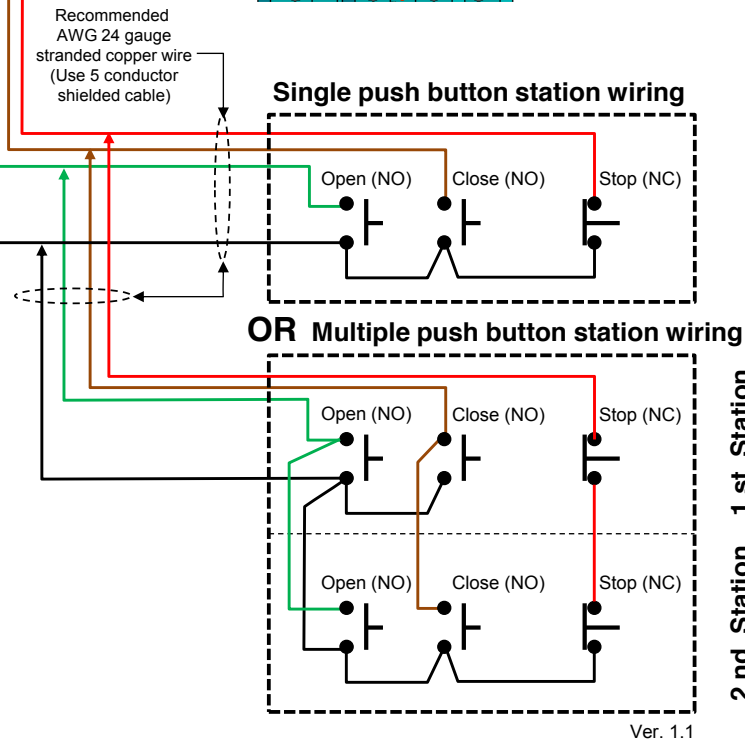 Recommended
AWG 24 gauge
stranded copper wire
(Use 5 conductor
shielded cable)
Single push button station wiring
Open (NO) Close (NO) Stop (NC)
OR Multiple push button station wiring
Open (NO) Close (NO) Stop (NC)
1 st Station
Open (NO) Close (NO) Stop (NC)
2 nd Station
Ver. 1.1